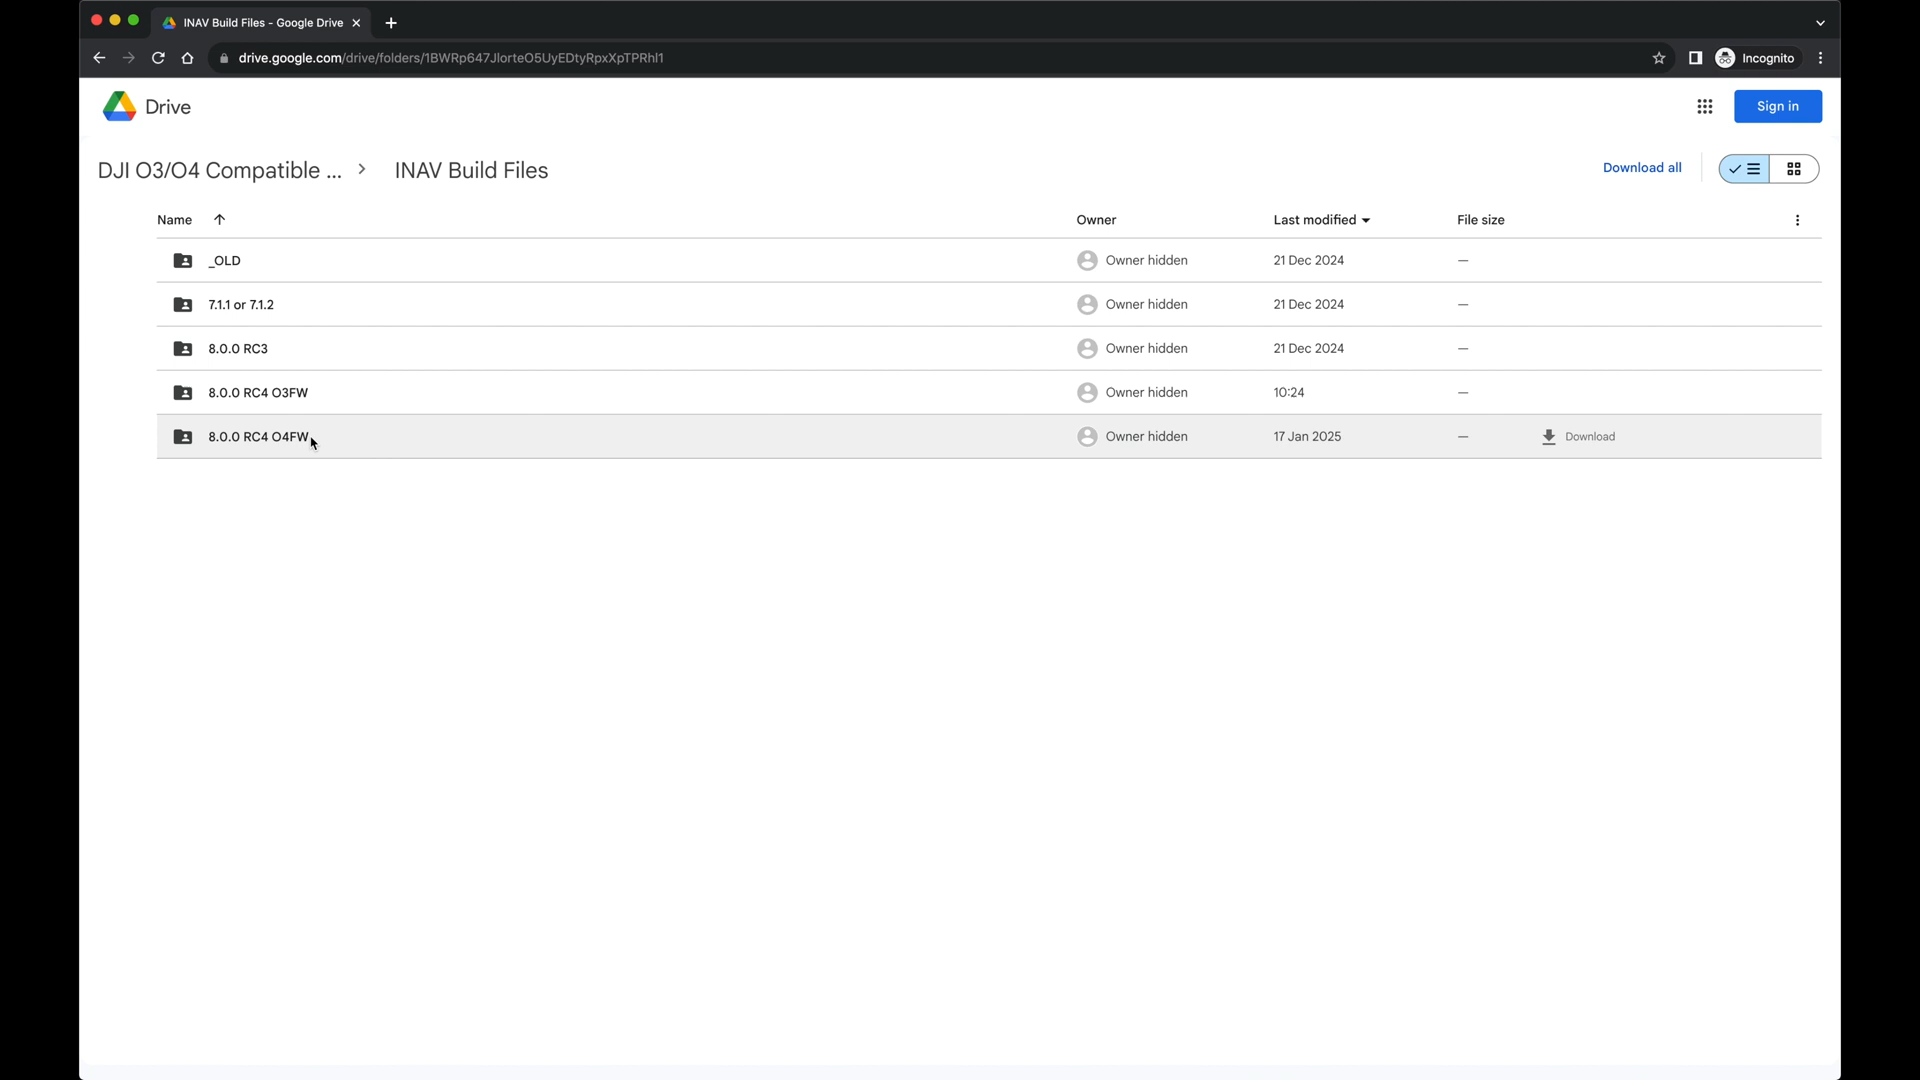 INAV Build Files - Google Drive
drive.google.com/drive/folders/1BWRp647JlorteO5UyEDtyRpxXpTPRhl1
Incognito
Drive
Sign in
DJI O3/O4 Compatible ... > INAV Build Files
Download all
Name Owner Last modified File size
_OLD Owner hidden 21 Dec 2024 —
7.1.1 or 7.1.2 Owner hidden 21 Dec 2024 —
8.0.0 RC3 Owner hidden 21 Dec 2024 —
8.0.0 RC4 O3FW Owner hidden 10:24 —
8.0.0 RC4 O4FW Owner hidden 17 Jan 2025 — Download